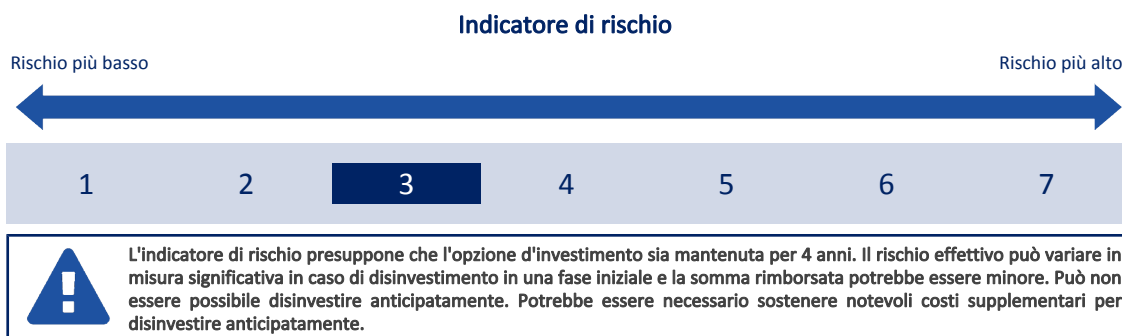 Indicatore di rischio
Rischio più basso Rischio più alto
1 2 3 4 5 6 7
L'indicatore di rischio presuppone che l'opzione d'investimento sia mantenuta per 4 anni. Il rischio effettivo può variare in
misura significativa in caso di disinvestimento in una fase iniziale e la somma rimborsata potrebbe essere minore. Può non
essere possibile disinvestire anticipatamente. Potrebbe essere necessario sostenere notevoli costi supplementari per
disinvestire anticipatamente.